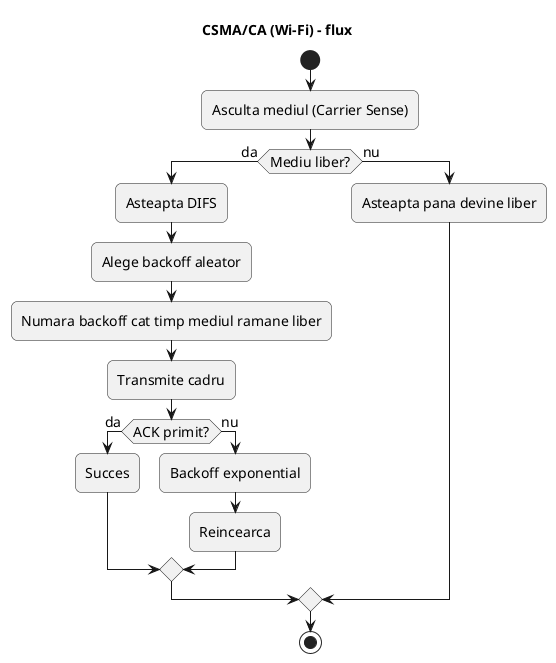 CSMA/CA (Wi-Fi) - flux
Asculta mediul (Carrier Sense)
Mediu liber?
da
nu
Asteapta DIFS
Asteapta pana devine liber
Alege backoff aleator
Numara backoff cat timp mediul ramane liber
Transmite cadru
ACK primit?
da
nu
Succes
Backoff exponential
Reincearca